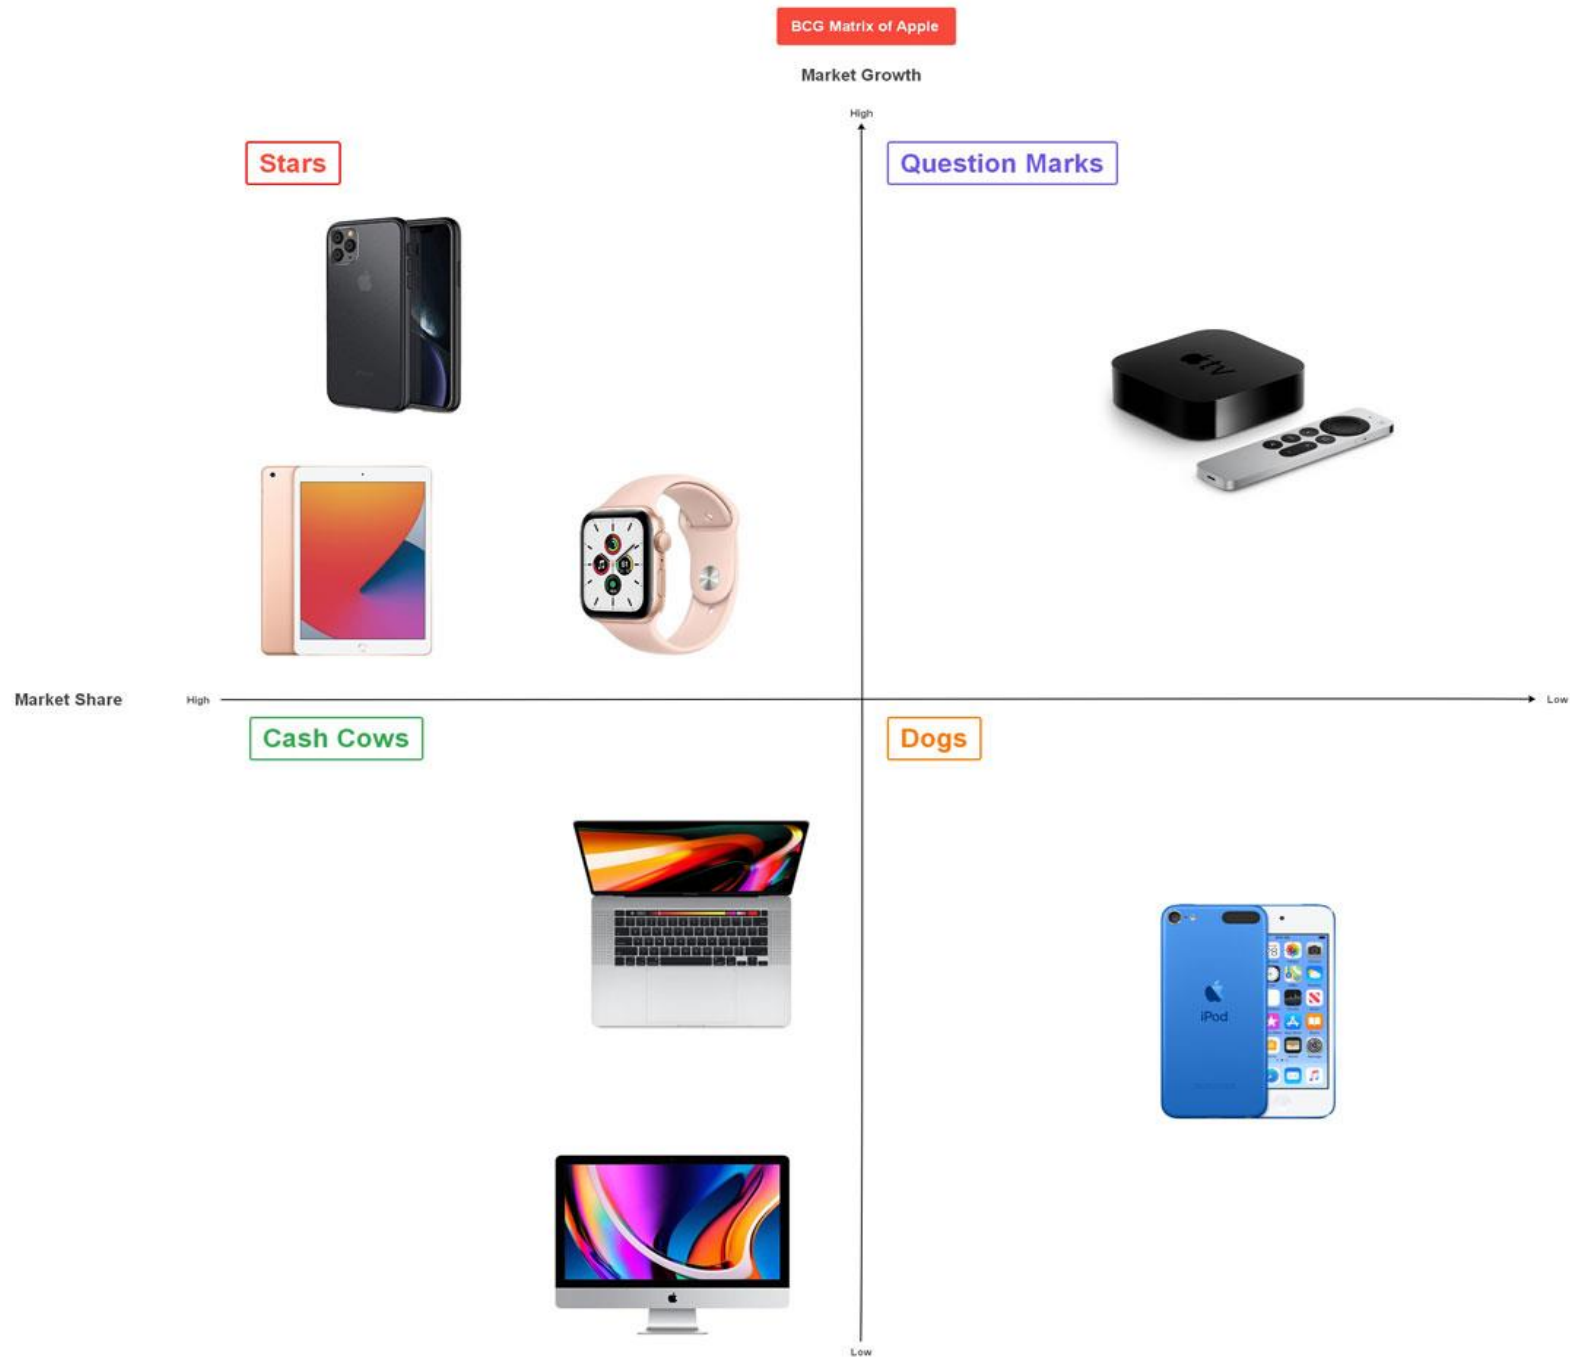 BCG Matrix of Apple
Market Growth
High
Stars
Question Marks
tv
Market Share
High
Low
Cash Cows
Dogs
iPod
Low